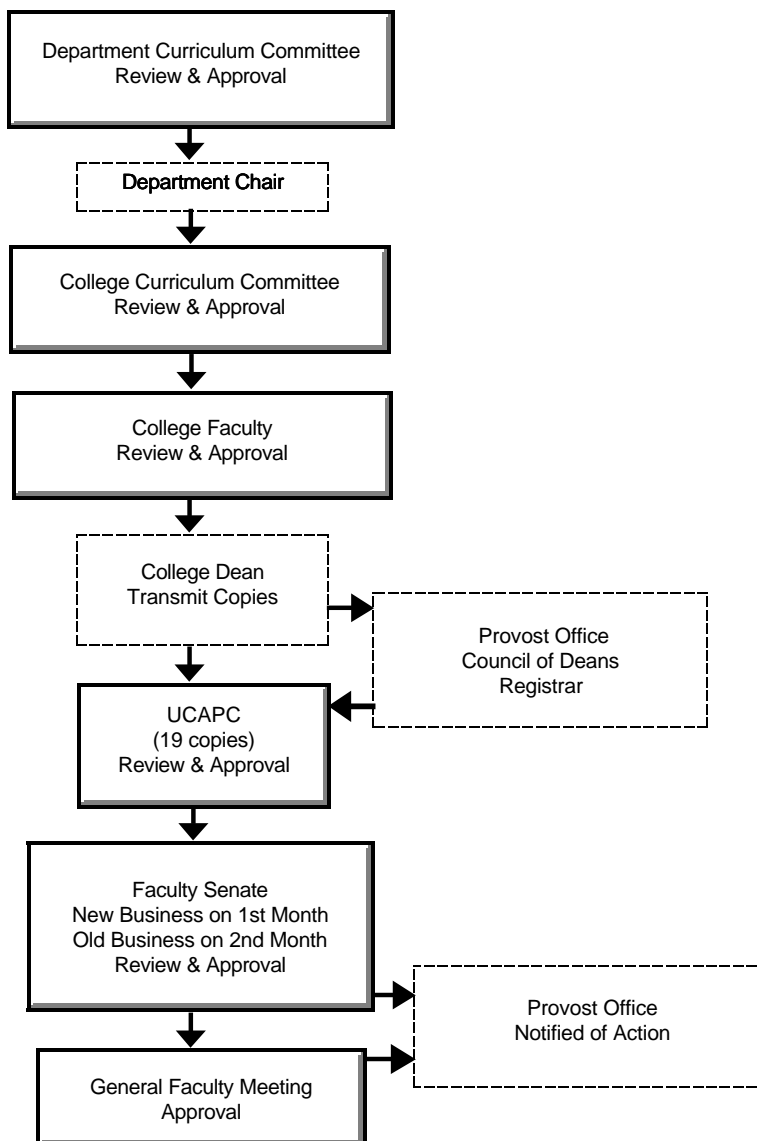 Department Curriculum Committee
Review & Approval
Department Chair
College Curriculum Committee
Review & Approval
College Faculty
Review & Approval
College Dean
Transmit Copies
Provost Office
Council of Deans
Registrar
UCAPC
(19 copies)
Review & Approval
Faculty Senate
New Business on 1st Month
Old Business on 2nd Month
Review & Approval
Provost Office
Notified of Action
General Faculty Meeting
Approval